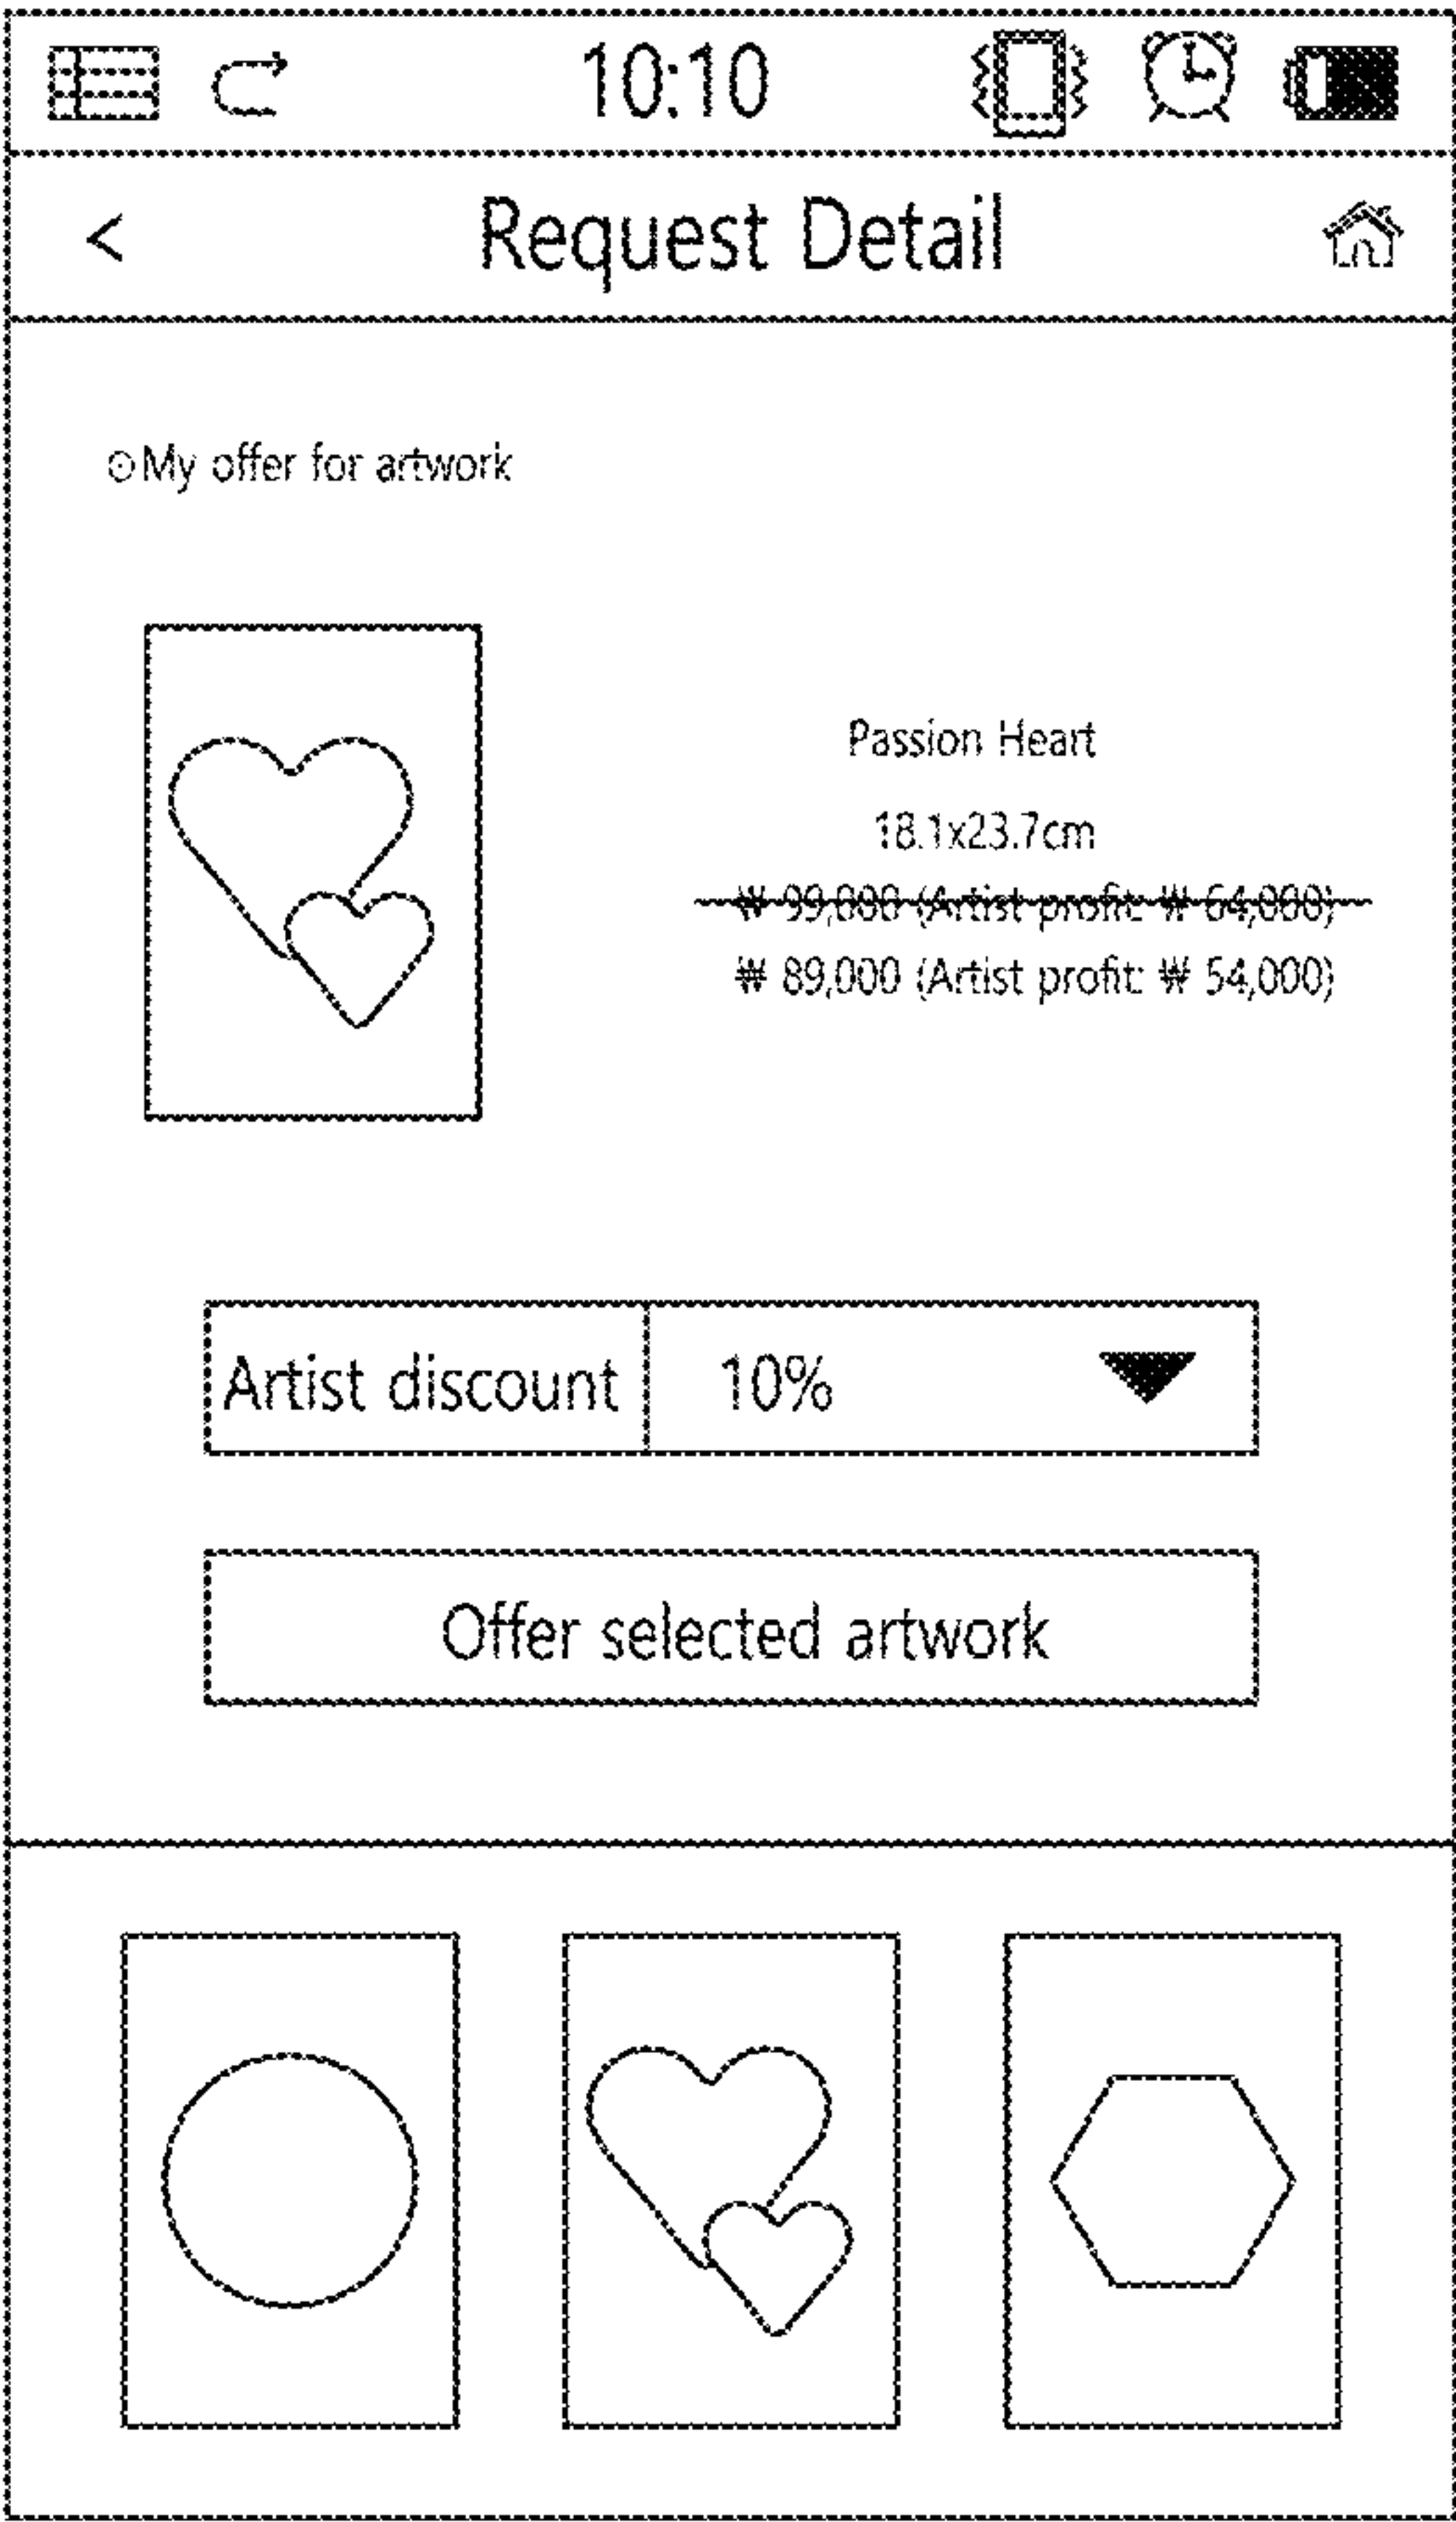 10:10
< Request Detail
⊙My offer for artwork
Passion Heart
18.1x23.7cm
₩ 99,000 (Artist profit: ₩ 64,000)
₩ 89,000 (Artist profit: ₩ 54,000)
Artist discount 10%
Offer selected artwork